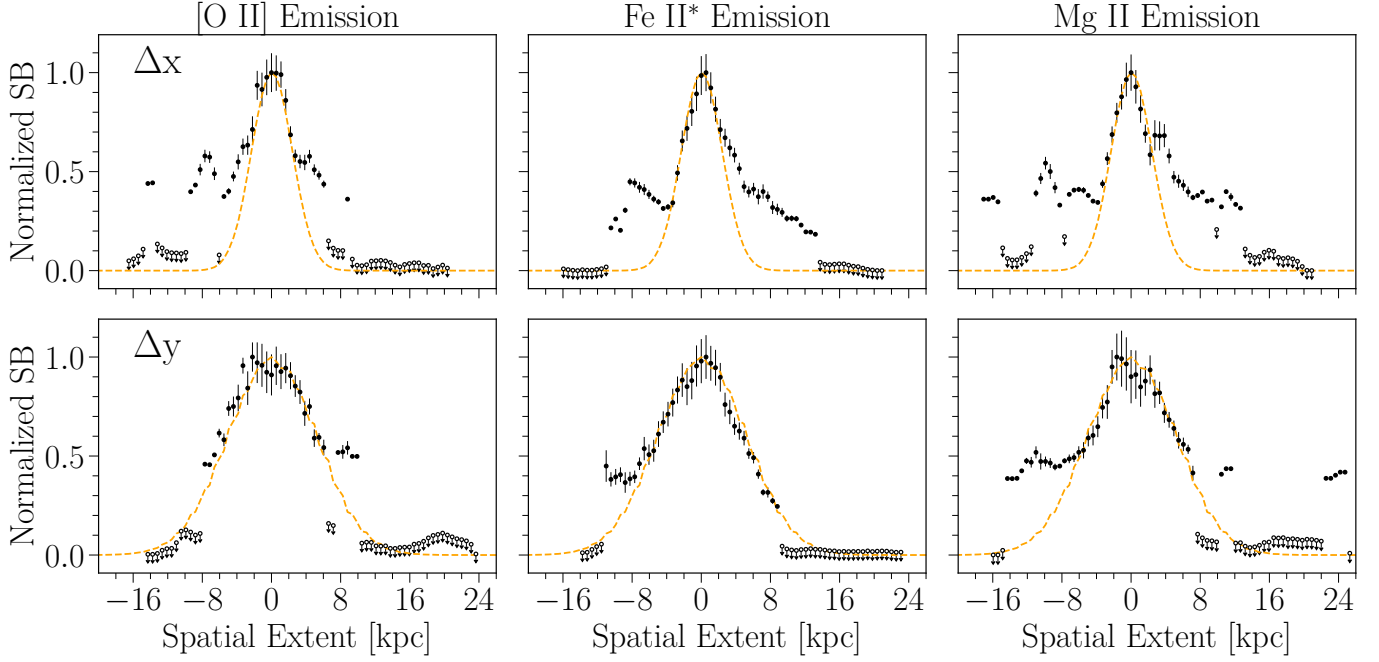 [O II] Emission
Fe II* Emission
Mg II Emission
Normalized SB
1.0
0.5
0.0
Δx
Normalized SB
1.0
0.5
0.0
Δy
−16 −8 0 8 16 24
−16 −8 0 8 16 24
−16 −8 0 8 16 24
Spatial Extent [kpc]
Spatial Extent [kpc]
Spatial Extent [kpc]